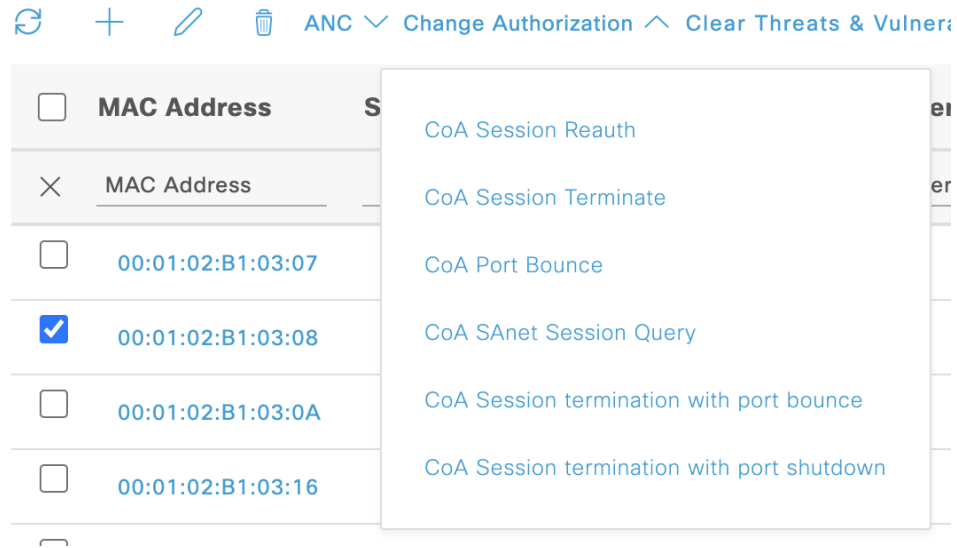 ANC Change Authorization Clear Threats &
MAC Address
MAC Address
00:01:02:B1:03:07
00:01:02:B1:03:08
00:01:02:B1:03:0A
00:01:02:B1:03:16
CoA Session Reauth
CoA Session Terminate
CoA Port Bounce
CoA SAnet Session Query
CoA Session termination with port bounce
CoA Session termination with port shutdown